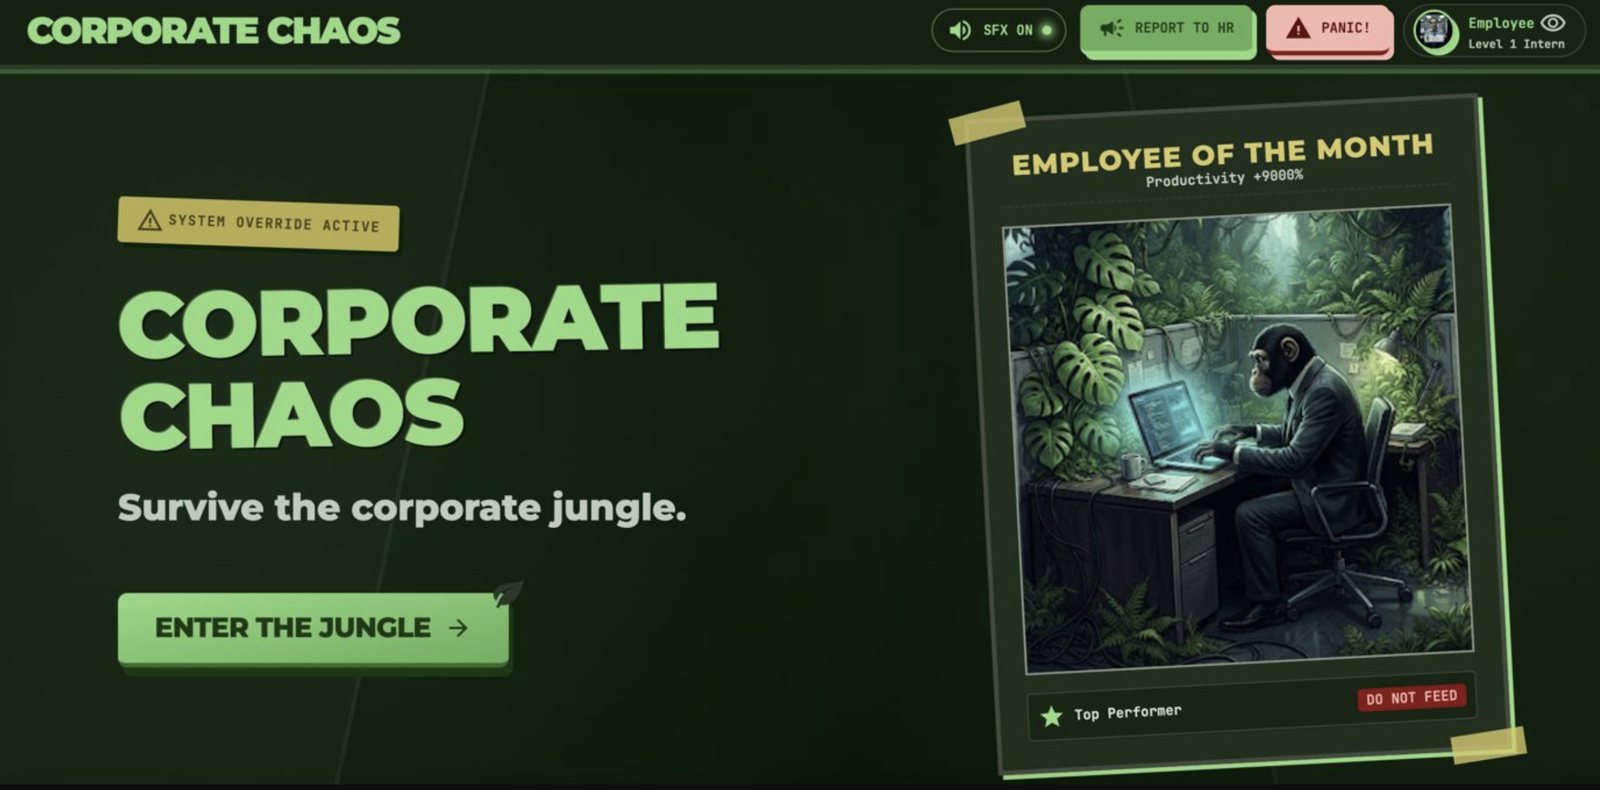 CORPORATE CHAOS
SFX ON
REPORT TO HR
PANIC!
Employee
Level 1 Intern
SYSTEM OVERRIDE ACTIVE
CORPORATE
CHAOS
Survive the corporate jungle.
ENTER THE JUNGLE →
EMPLOYEE OF THE MONTH
Productivity +9000%
Top Performer
DO NOT FEED